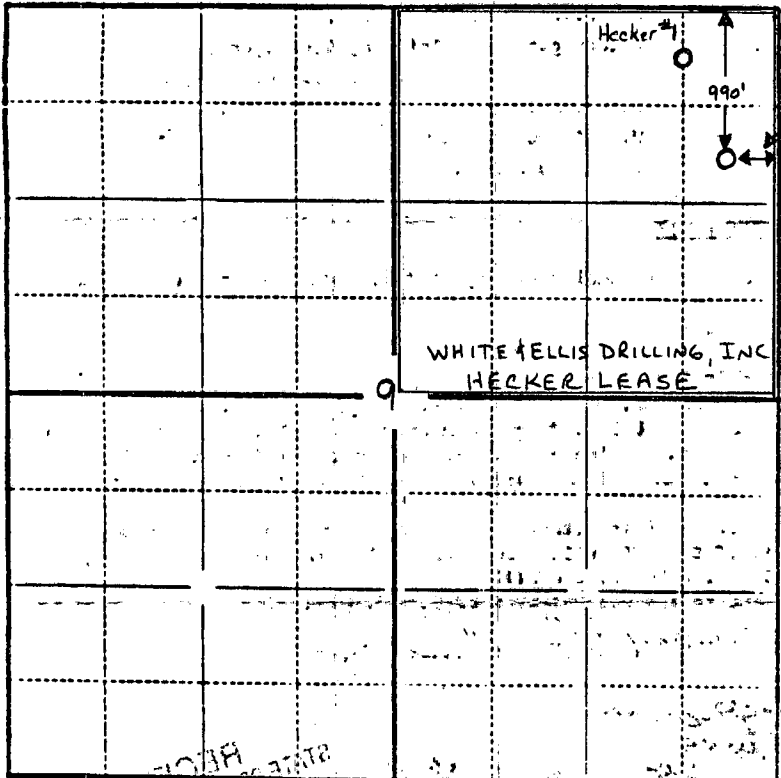 Hecker #1
990'
WHITE & ELLIS DRILLING, INC
HECKER LEASE
9